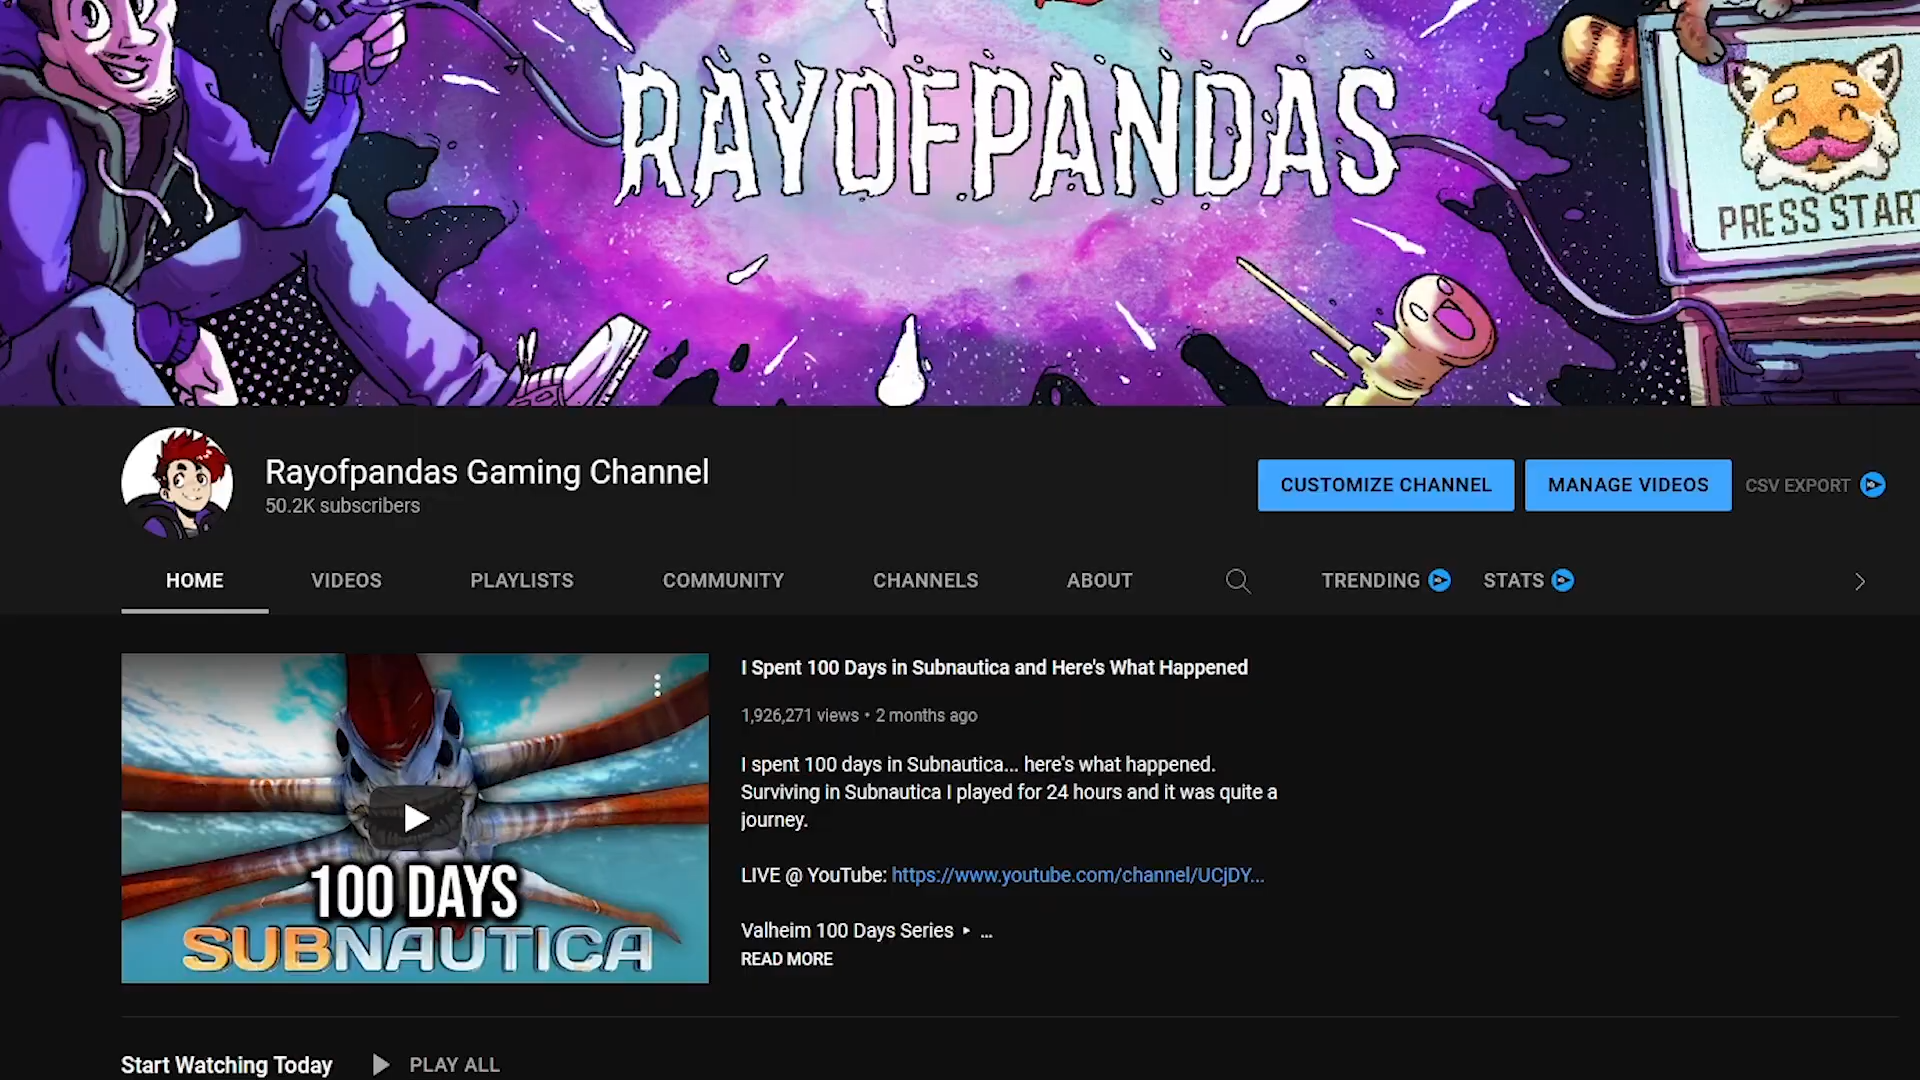 RAYOFPANDAS
PRESS START
Rayofpandas Gaming Channel
50.2K subscribers
CUSTOMIZE CHANNEL
MANAGE VIDEOS
CSV EXPORT
HOME
VIDEOS
PLAYLISTS
COMMUNITY
CHANNELS
ABOUT
TRENDING
STATS
100 DAYS
SUBNAUTICA
I Spent 100 Days in Subnautica and Here's What Happened
1,926,271 views • 2 months ago
I spent 100 days in Subnautica... here's what happened.
Surviving in Subnautica I played for 24 hours and it was quite a
journey.
LIVE @ YouTube: https://www.youtube.com/channel/UCjDY...
Valheim 100 Days Series ‣ ...
READ MORE
Start Watching Today
PLAY ALL